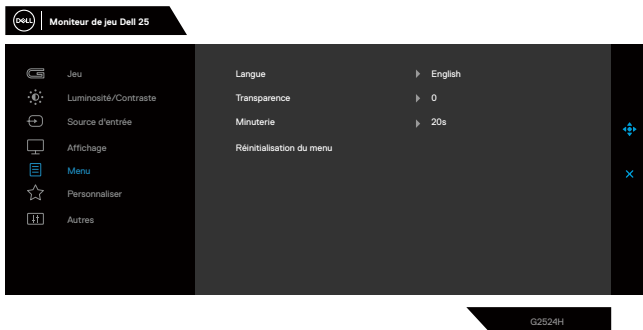 DELL Moniteur de jeu Dell 25
Jeu
Luminosité/Contraste
Source d'entrée
Affichage
Menu
Personnaliser
Autres
Langue English
Transparence 0
Minuterie 20s
Réinitialisation du menu
G2524H